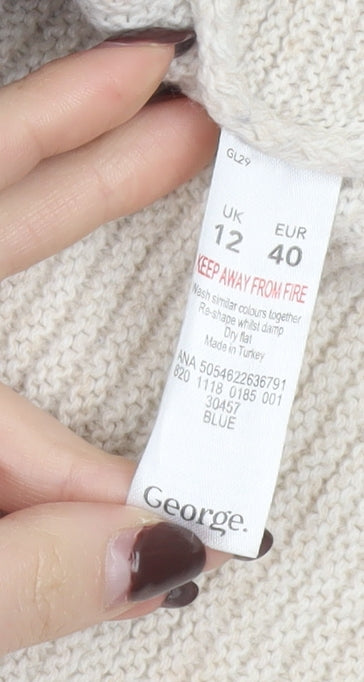 GL29
UK EUR
12 40
KEEP AWAY FROM FIRE
Wash similar colours together
Re-shape whilst damp
Dry flat
Made in Turkey
ANA 5054622636791
820 1118 0185 001
30457
BLUE
George.